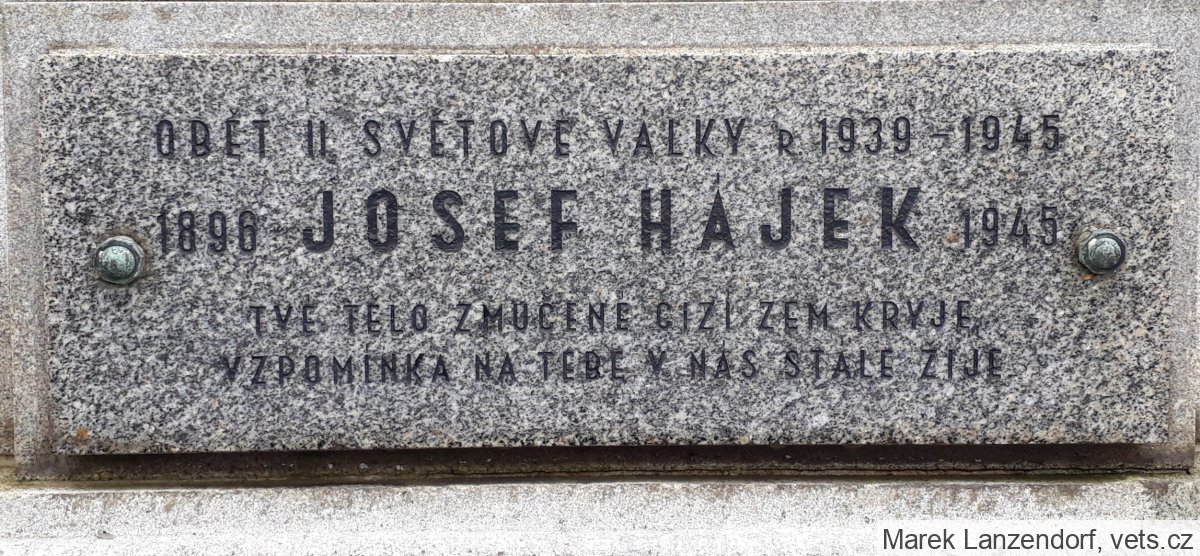 OBĚŤ II. SVĚTOVÉ VÁLKY R 1939 - 1945
1896 JOSEF HÁJEK 1945
TVÉ TĚLO ZMUČENÉ CIZÍ ZEM KRYJE,
VZPOMÍNKA NA TEBE V NÁS STÁLE ŽIJE
Marek Lanzendorf, vets.cz